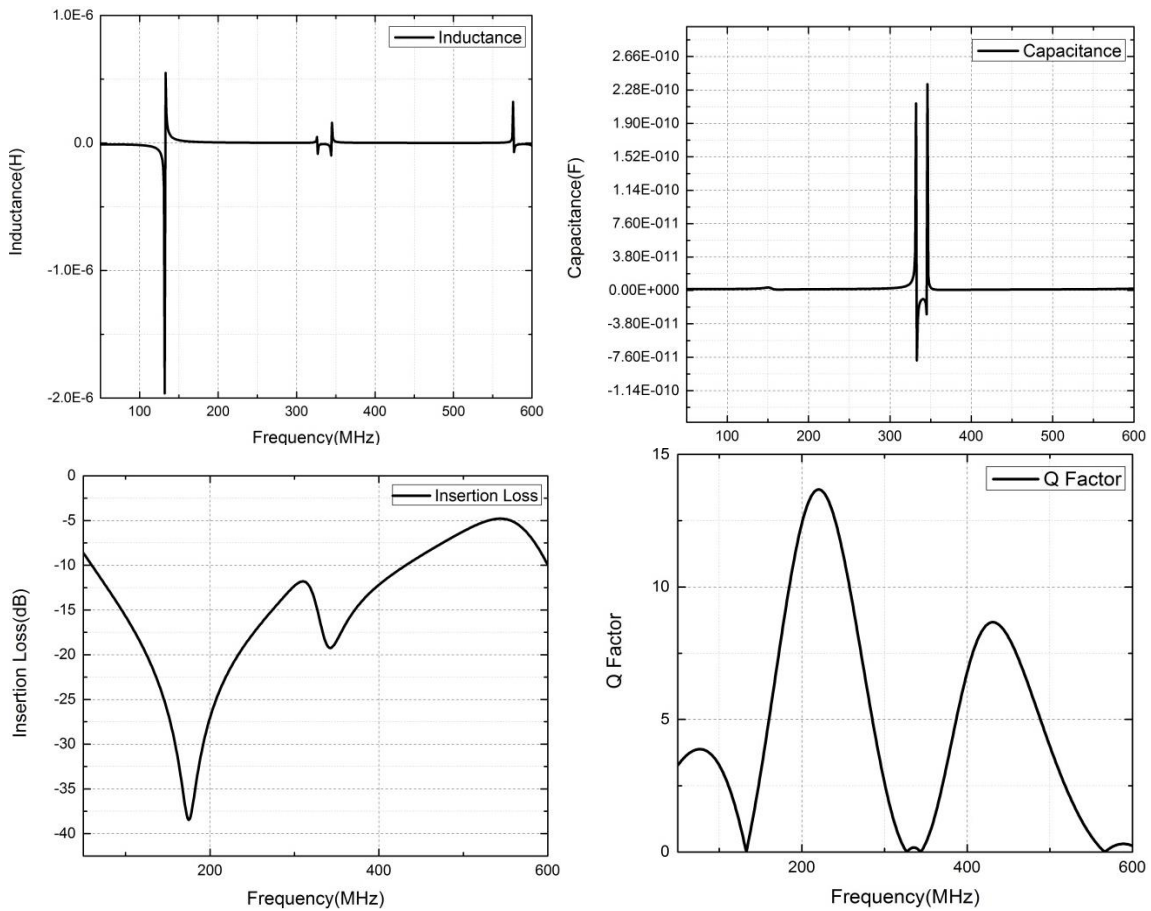 1.0E-6
0.0
-1.0E-6
-2.0E-6
Inductance(H)
Inductance
100 200 300 400 500 600
Frequency(MHz)
2.66E-010
2.28E-010
1.90E-010
1.52E-010
1.14E-010
7.60E-011
3.80E-011
0.00E+000
-3.80E-011
-7.60E-011
-1.14E-010
Capacitance(F)
Capacitance
100 200 300 400 500 600
Frequency(MHz)
0
-5
-10
-15
-20
-25
-30
-35
-40
Insertion Loss(dB)
Insertion Loss
200 400 600
Frequency(MHz)
15
10
5
0
Q Factor
Q Factor
200 400 600
Frequency(MHz)